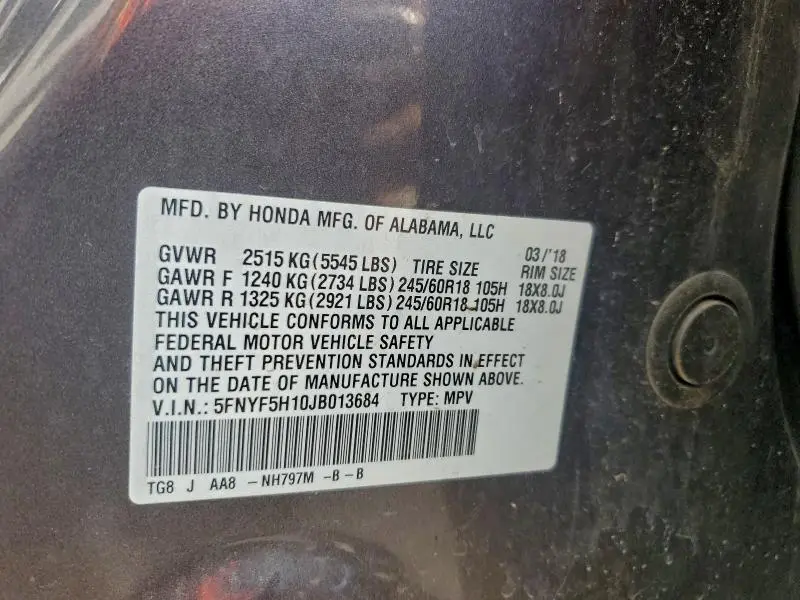 MFD. BY HONDA MFG. OF ALABAMA, LLC
GVWR 2515 KG (5545 LBS) TIRE SIZE 03/'18 RIM SIZE
GAWR F 1240 KG (2734 LBS) 245/60R18 105H 18X8.0J
GAWR R 1325 KG (2921 LBS) 245/60R18 105H 18X8.0J
THIS VEHICLE CONFORMS TO ALL APPLICABLE
FEDERAL MOTOR VEHICLE SAFETY
AND THEFT PREVENTION STANDARDS IN EFFECT
ON THE DATE OF MANUFACTURE SHOWN ABOVE.
V.I.N.: 5FNYF5H10JB013684 TYPE: MPV
TG8 J AA8 - NH797M -B - B